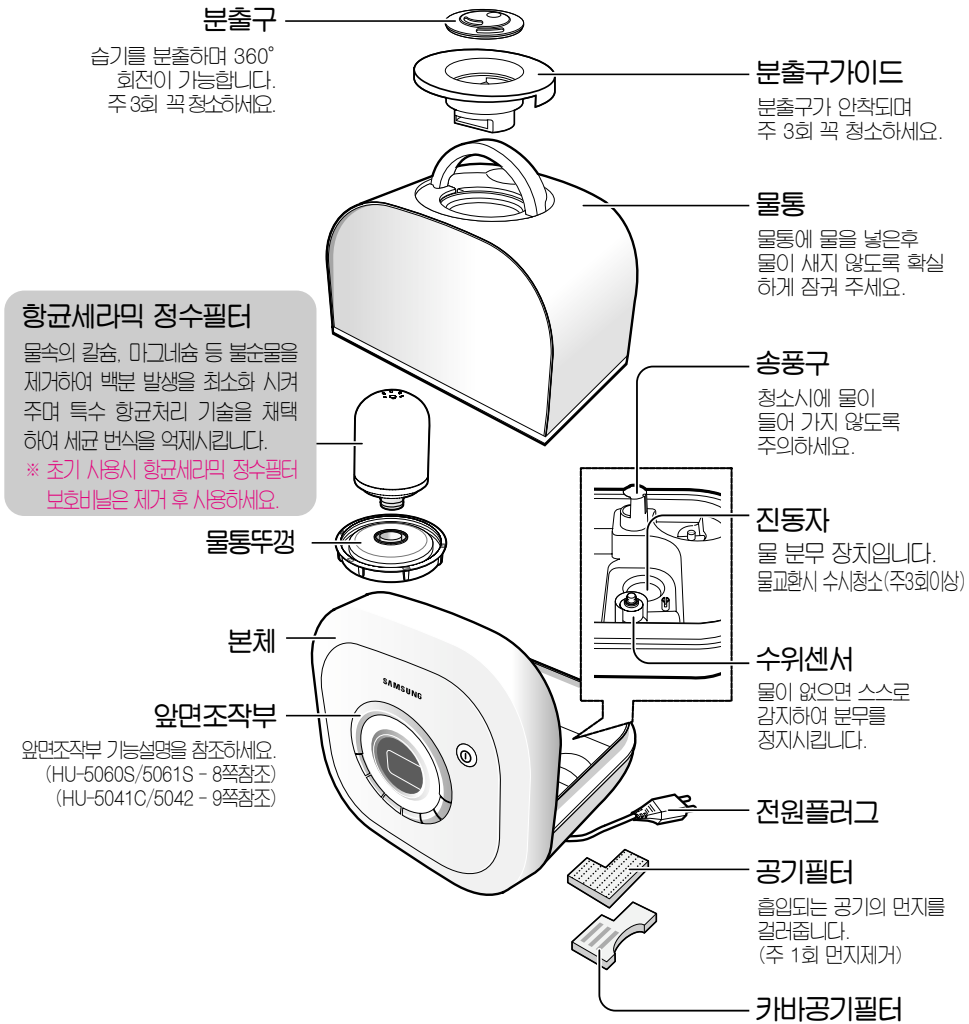 분출구
습기를 분출하며 360°
회전이 가능합니다.
주 3회 꼭 청소하세요.
분출구가이드
분출구가 안착되며
주 3회 꼭 청소하세요.
물통
물통에 물을 넣은후
물이 새지 않도록 확실
하게 잠궈 주세요.
항균세라믹 정수필터
물속의 칼슘, 마그네슘 등 불순물을
제거하여 백분 발생을 최소화 시켜
주며 특수 항균처리 기술을 채택
하여 세균 번식을 억제시킵니다.
※ 초기 사용시 항균세라믹 정수필터
보호비닐은 제거 후 사용하세요.
송풍구
청소시에 물이
들어 가지 않도록
주의하세요.
물통뚜껑
진동자
물 분무 장치입니다.
물교환시 수시청소(주3회이상)
본체
수위센서
물이 없으면 스스로
감지하여 분무를
정지시킵니다.
SAMSUNG
앞면조작부
앞면조작부 기능설명을 참조하세요.
(HU-5060S/5061S - 8쪽참조)
(HU-5041C/5042 - 9쪽참조)
전원플러그
공기필터
흡입되는 공기의 먼지를
걸러줍니다.
(주 1회 먼지제거)
카바공기필터